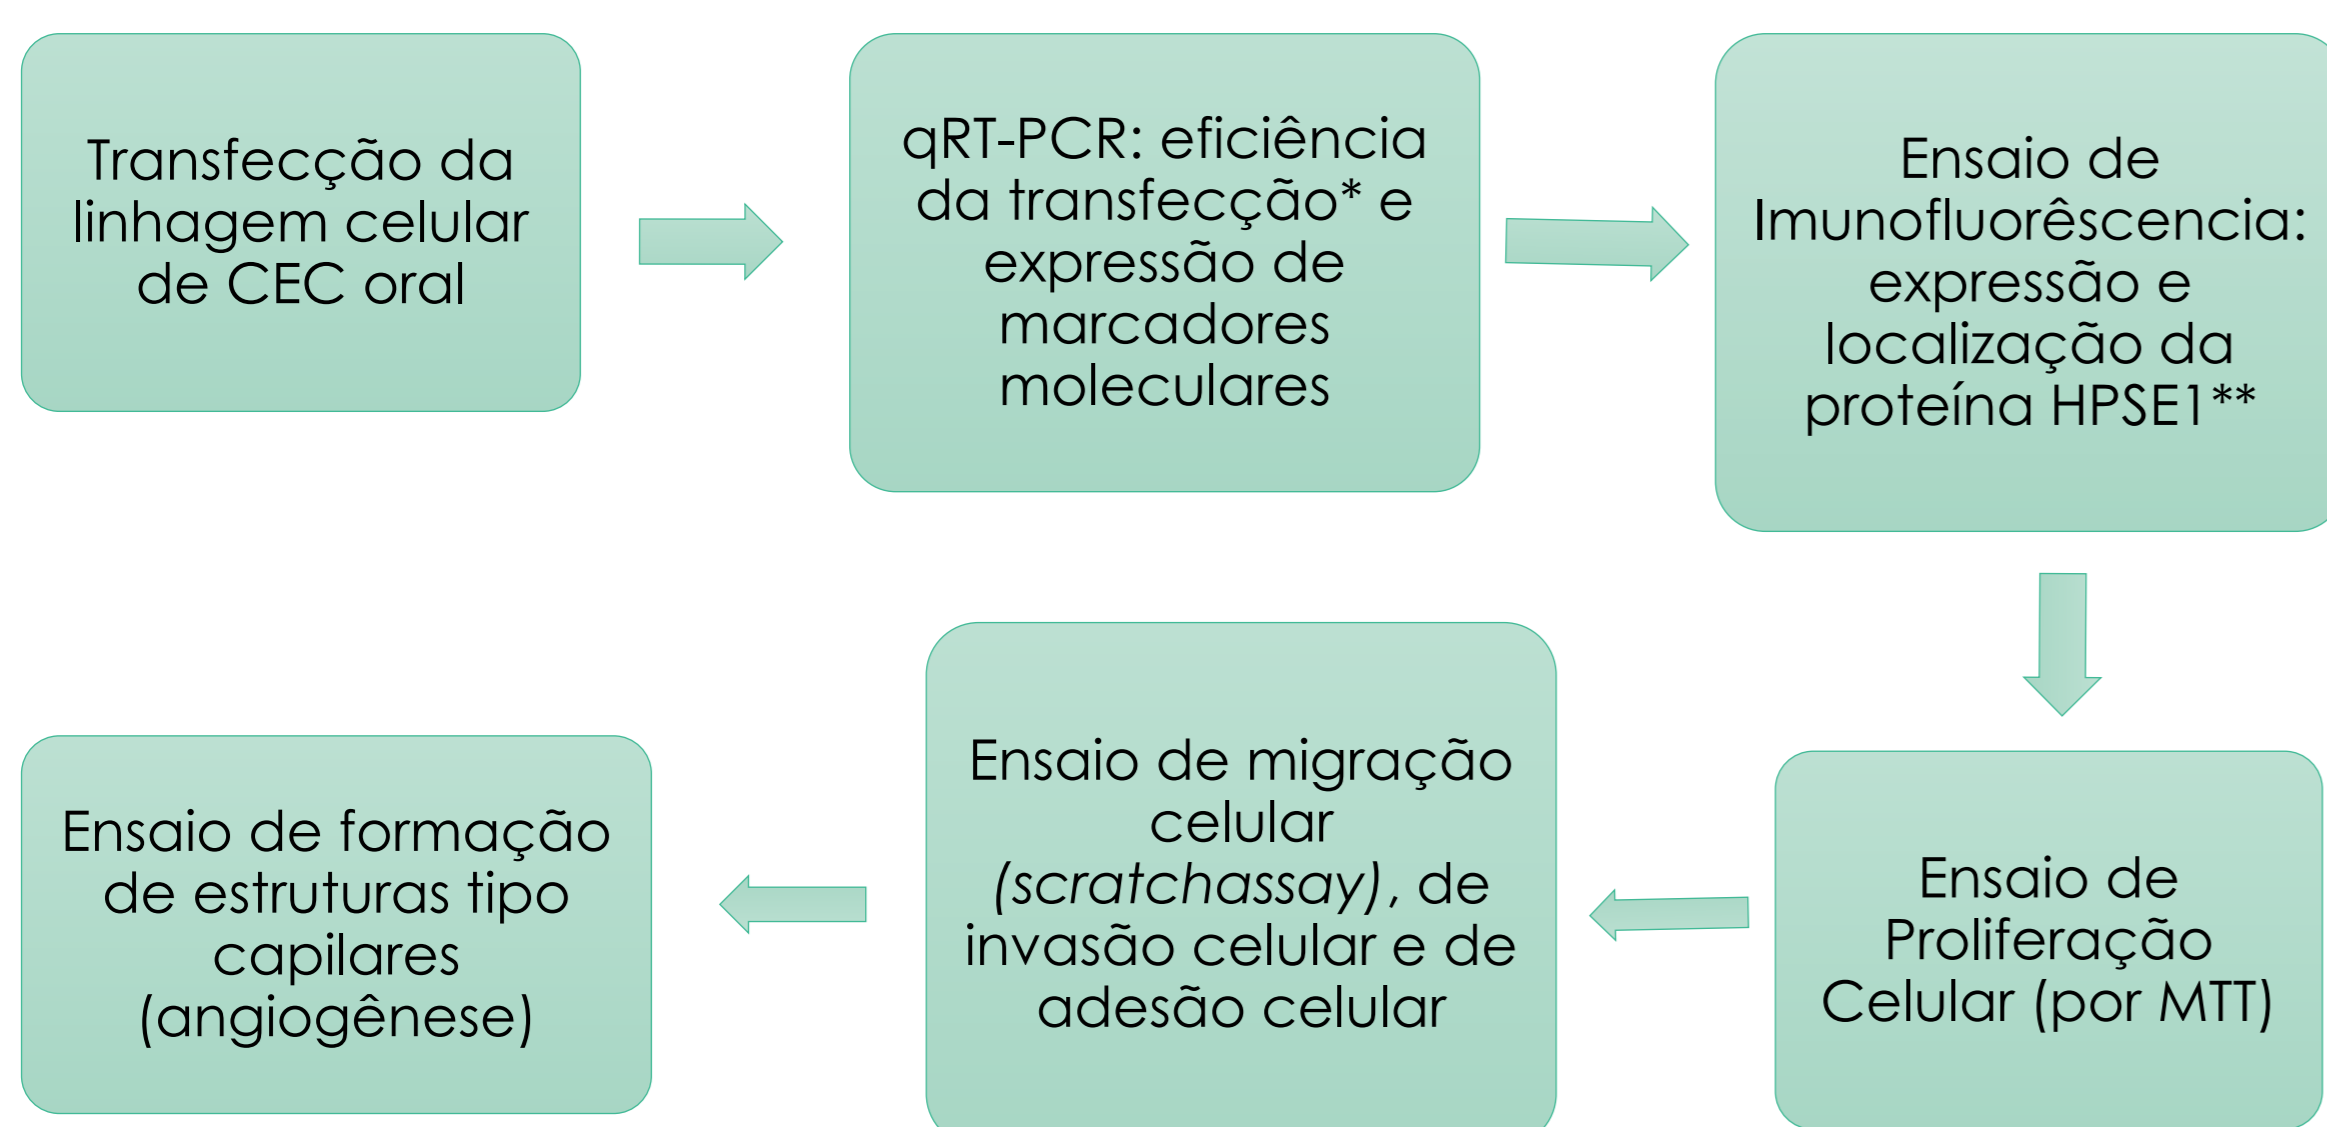 Transfecção da
linhagem celular
de CEC oral
qRT-PCR: eficiência
da transfecção* e
expressão de
marcadores
moleculares
Ensaio de
Imunofluorêscencia:
expressão e
localização da
proteína HPSE1**
Ensaio de
Proliferação
Celular (por MTT)
Ensaio de migração
celular
(scratchassay), de
invasão celular e de
adesão celular
Ensaio de formação
de estruturas tipo
capilares
(angiogênese)